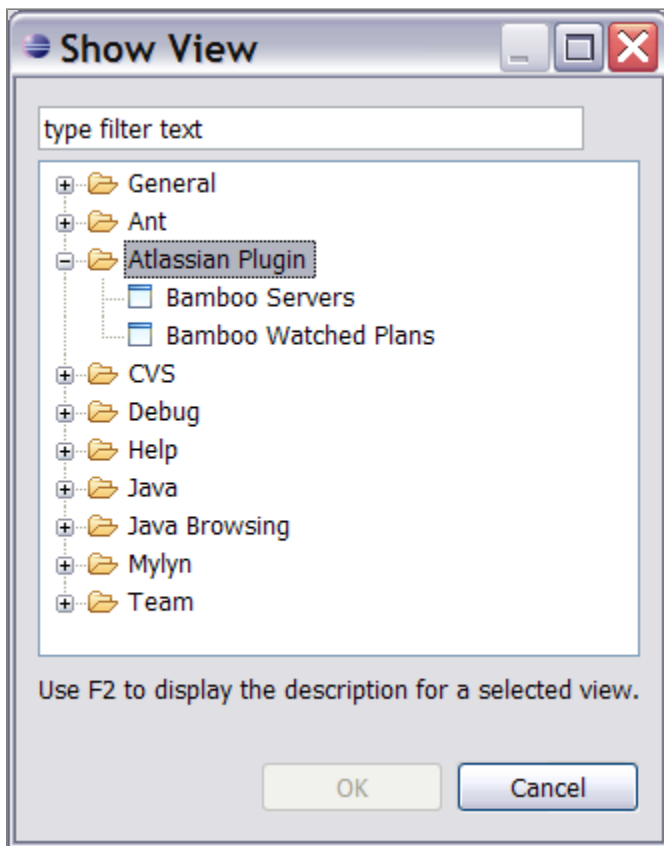 Show View
type filter text
General
Ant
Atlassian Plugin
Bamboo Servers
Bamboo Watched Plans
CVS
Debug
Help
Java
Java Browsing
Mylyn
Team
Use F2 to display the description for a selected view.
OK Cancel